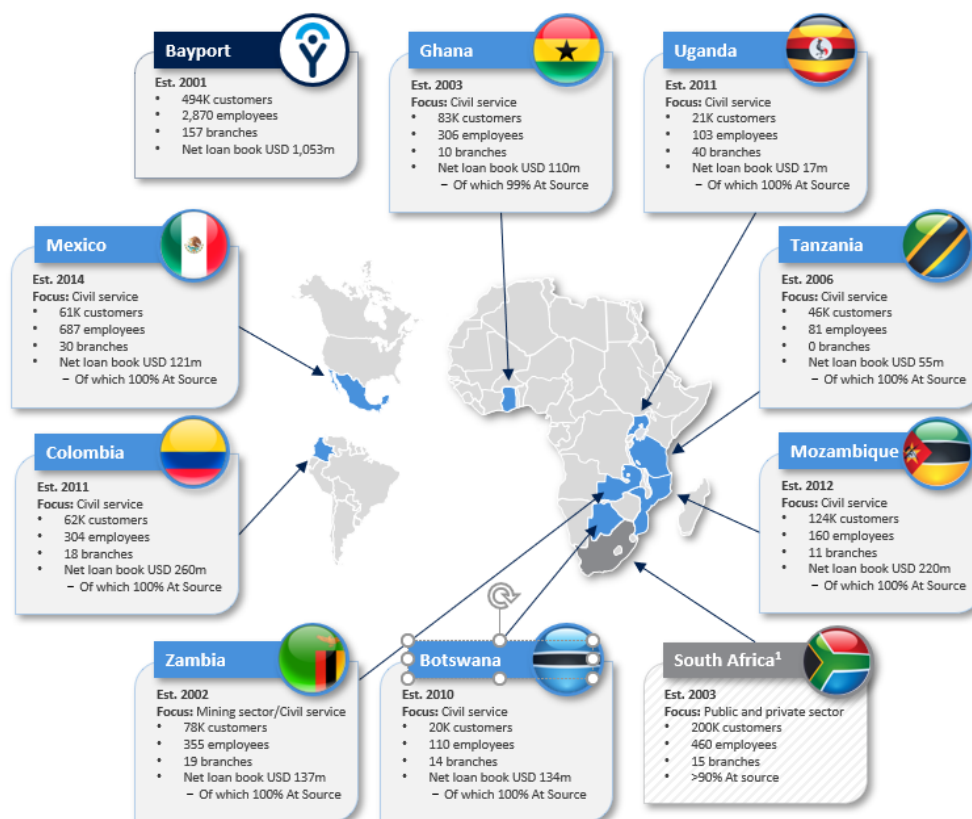 Bayport
Est. 2001
• 494K customers
• 2,870 employees
• 157 branches
• Net loan book USD 1,053m
Ghana
Est. 2003
Focus: Civil service
• 83K customers
• 306 employees
• 10 branches
• Net loan book USD 110m
– Of which 99% At Source
Uganda
Est. 2011
Focus: Civil service
• 21K customers
• 103 employees
• 40 branches
• Net loan book USD 17m
– Of which 100% At Source
Mexico
Est. 2014
Focus: Civil service
• 61K customers
• 687 employees
• 30 branches
• Net loan book USD 121m
– Of which 100% At Source
Tanzania
Est. 2006
Focus: Civil service
• 46K customers
• 81 employees
• 0 branches
• Net loan book USD 55m
– Of which 100% At Source
Colombia
Est. 2011
Focus: Civil service
• 62K customers
• 304 employees
• 18 branches
• Net loan book USD 260m
– Of which 100% At Source
Mozambique
Est. 2012
Focus: Civil service
• 124K customers
• 160 employees
• 11 branches
• Net loan book USD 220m
– Of which 100% At Source
Zambia
Est. 2002
Focus: Mining sector/Civil service
• 78K customers
• 355 employees
• 19 branches
• Net loan book USD 137m
– Of which 100% At Source
Botswana
Est. 2010
Focus: Civil service
• 20K customers
• 110 employees
• 14 branches
• Net loan book USD 134m
– Of which 100% At Source
South Africa¹
Est. 2003
Focus: Public and private sector
• 200K customers
• 460 employees
• 15 branches
• >90% At source